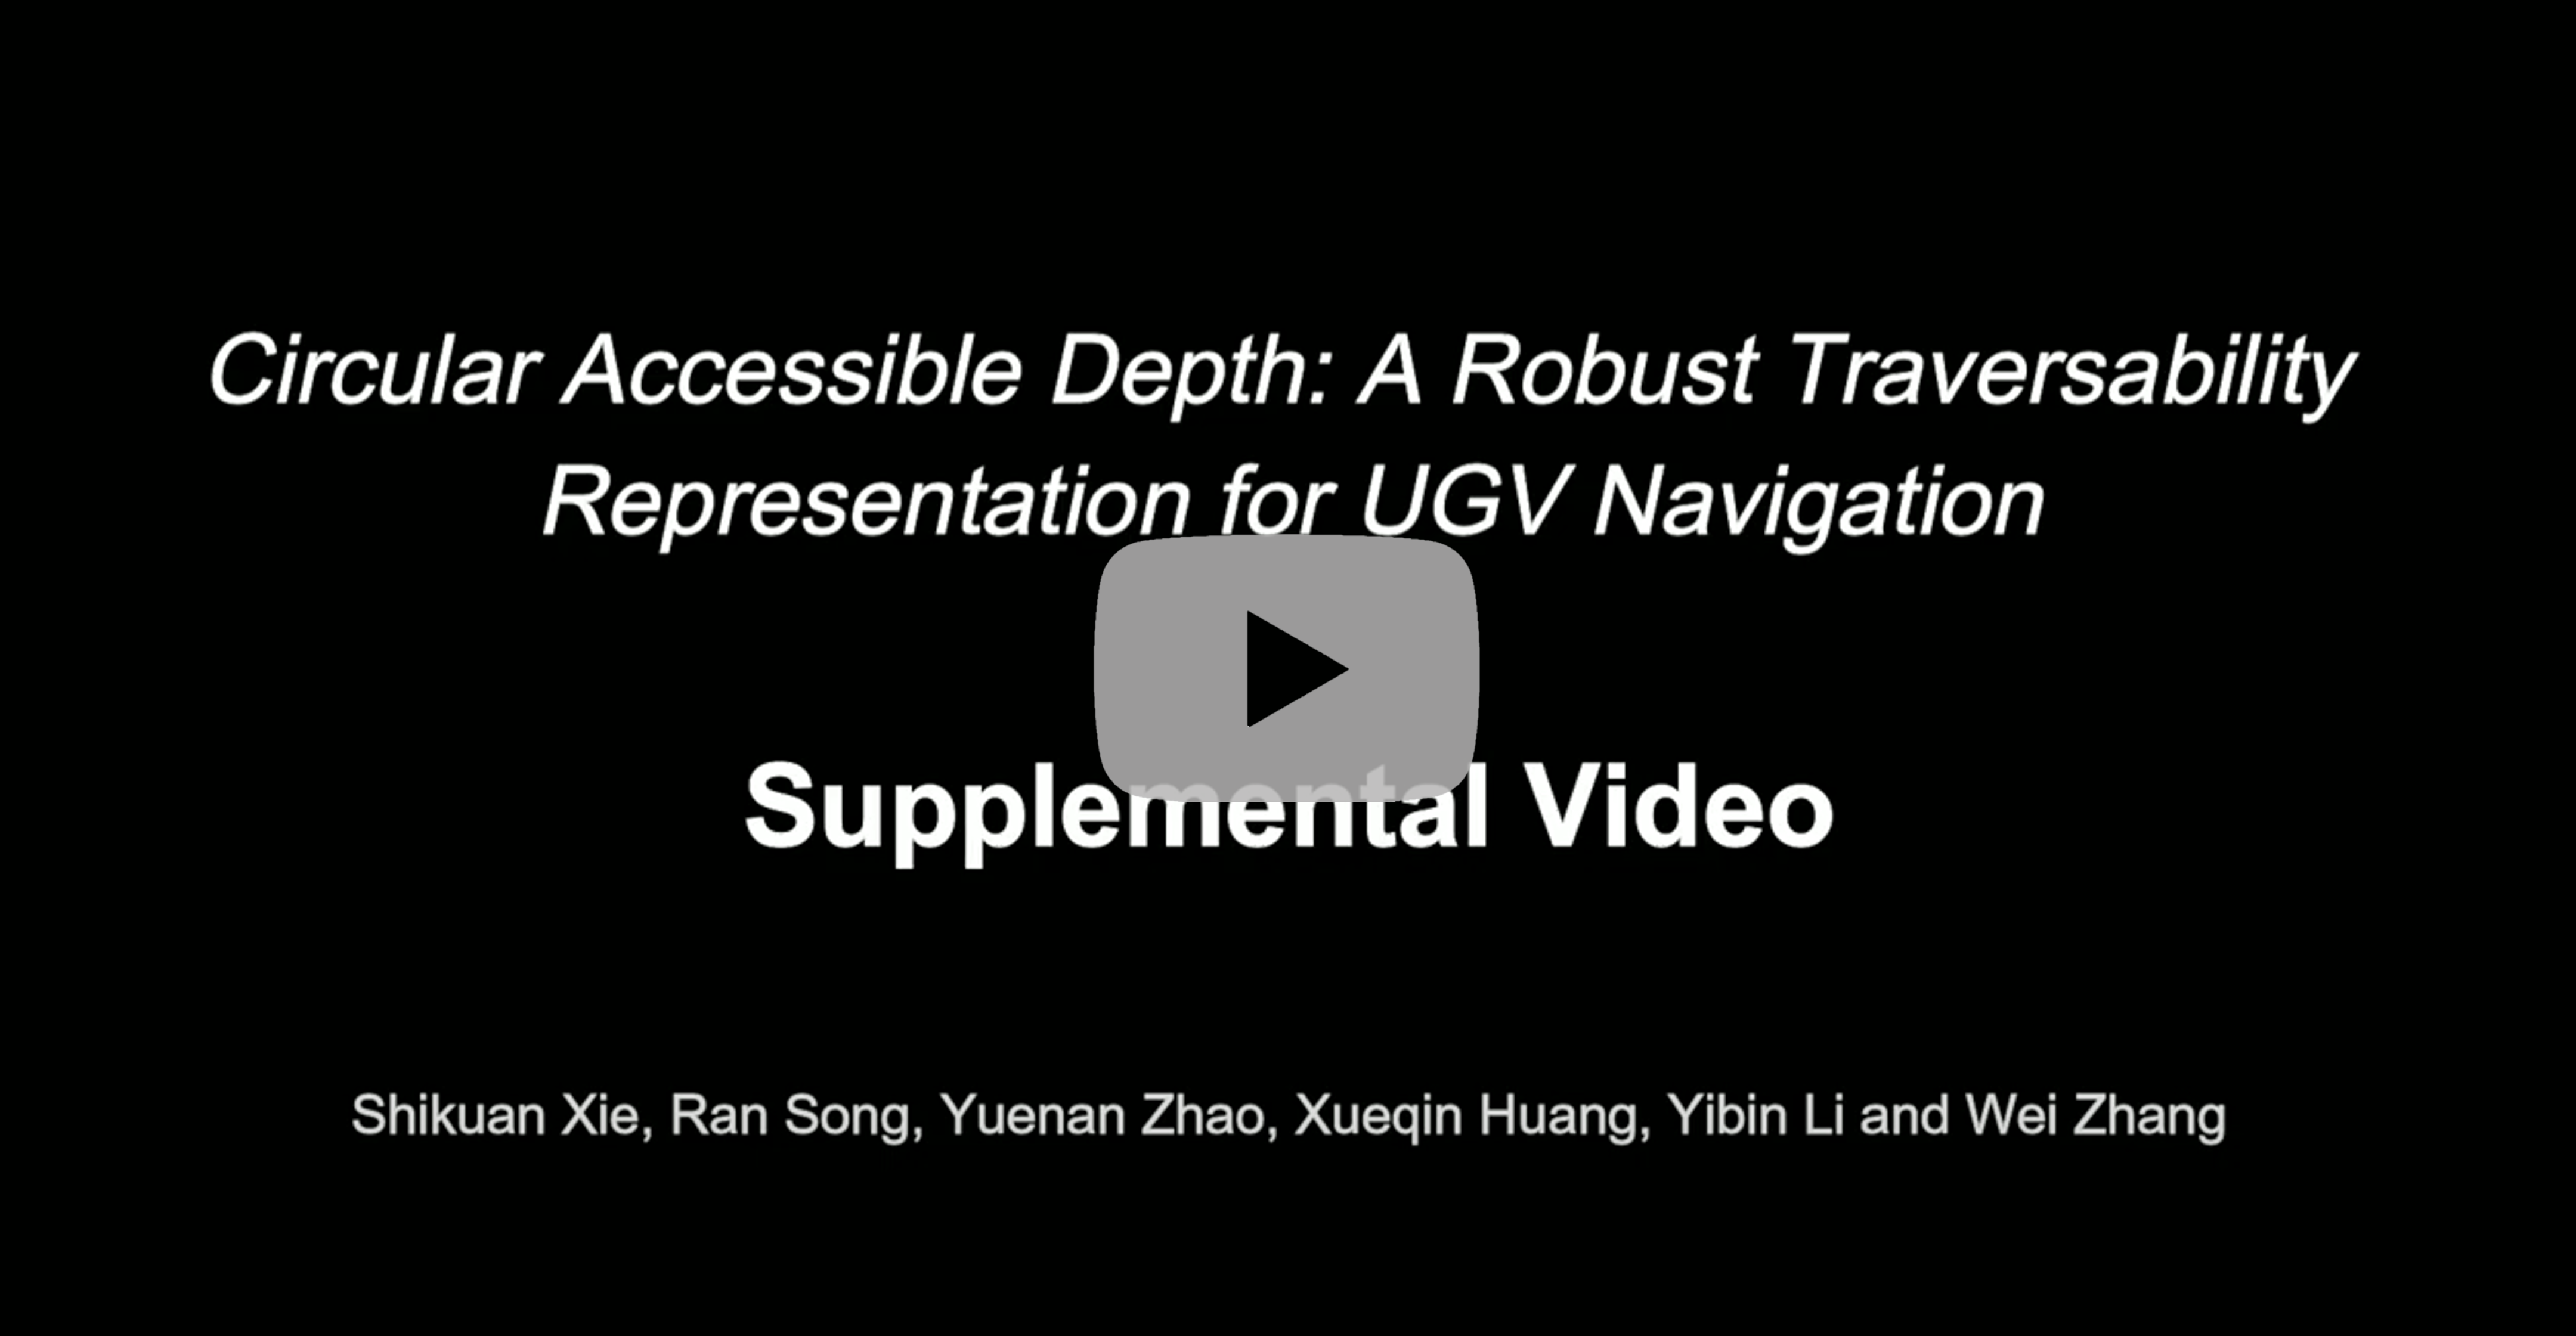 Circular Accessible Depth: A Robust Traversability
Representation for UGV Navigation
Supplemental Video
Shikuan Xie, Ran Song, Yuenan Zhao, Xueqin Huang, Yibin Li and Wei Zhang